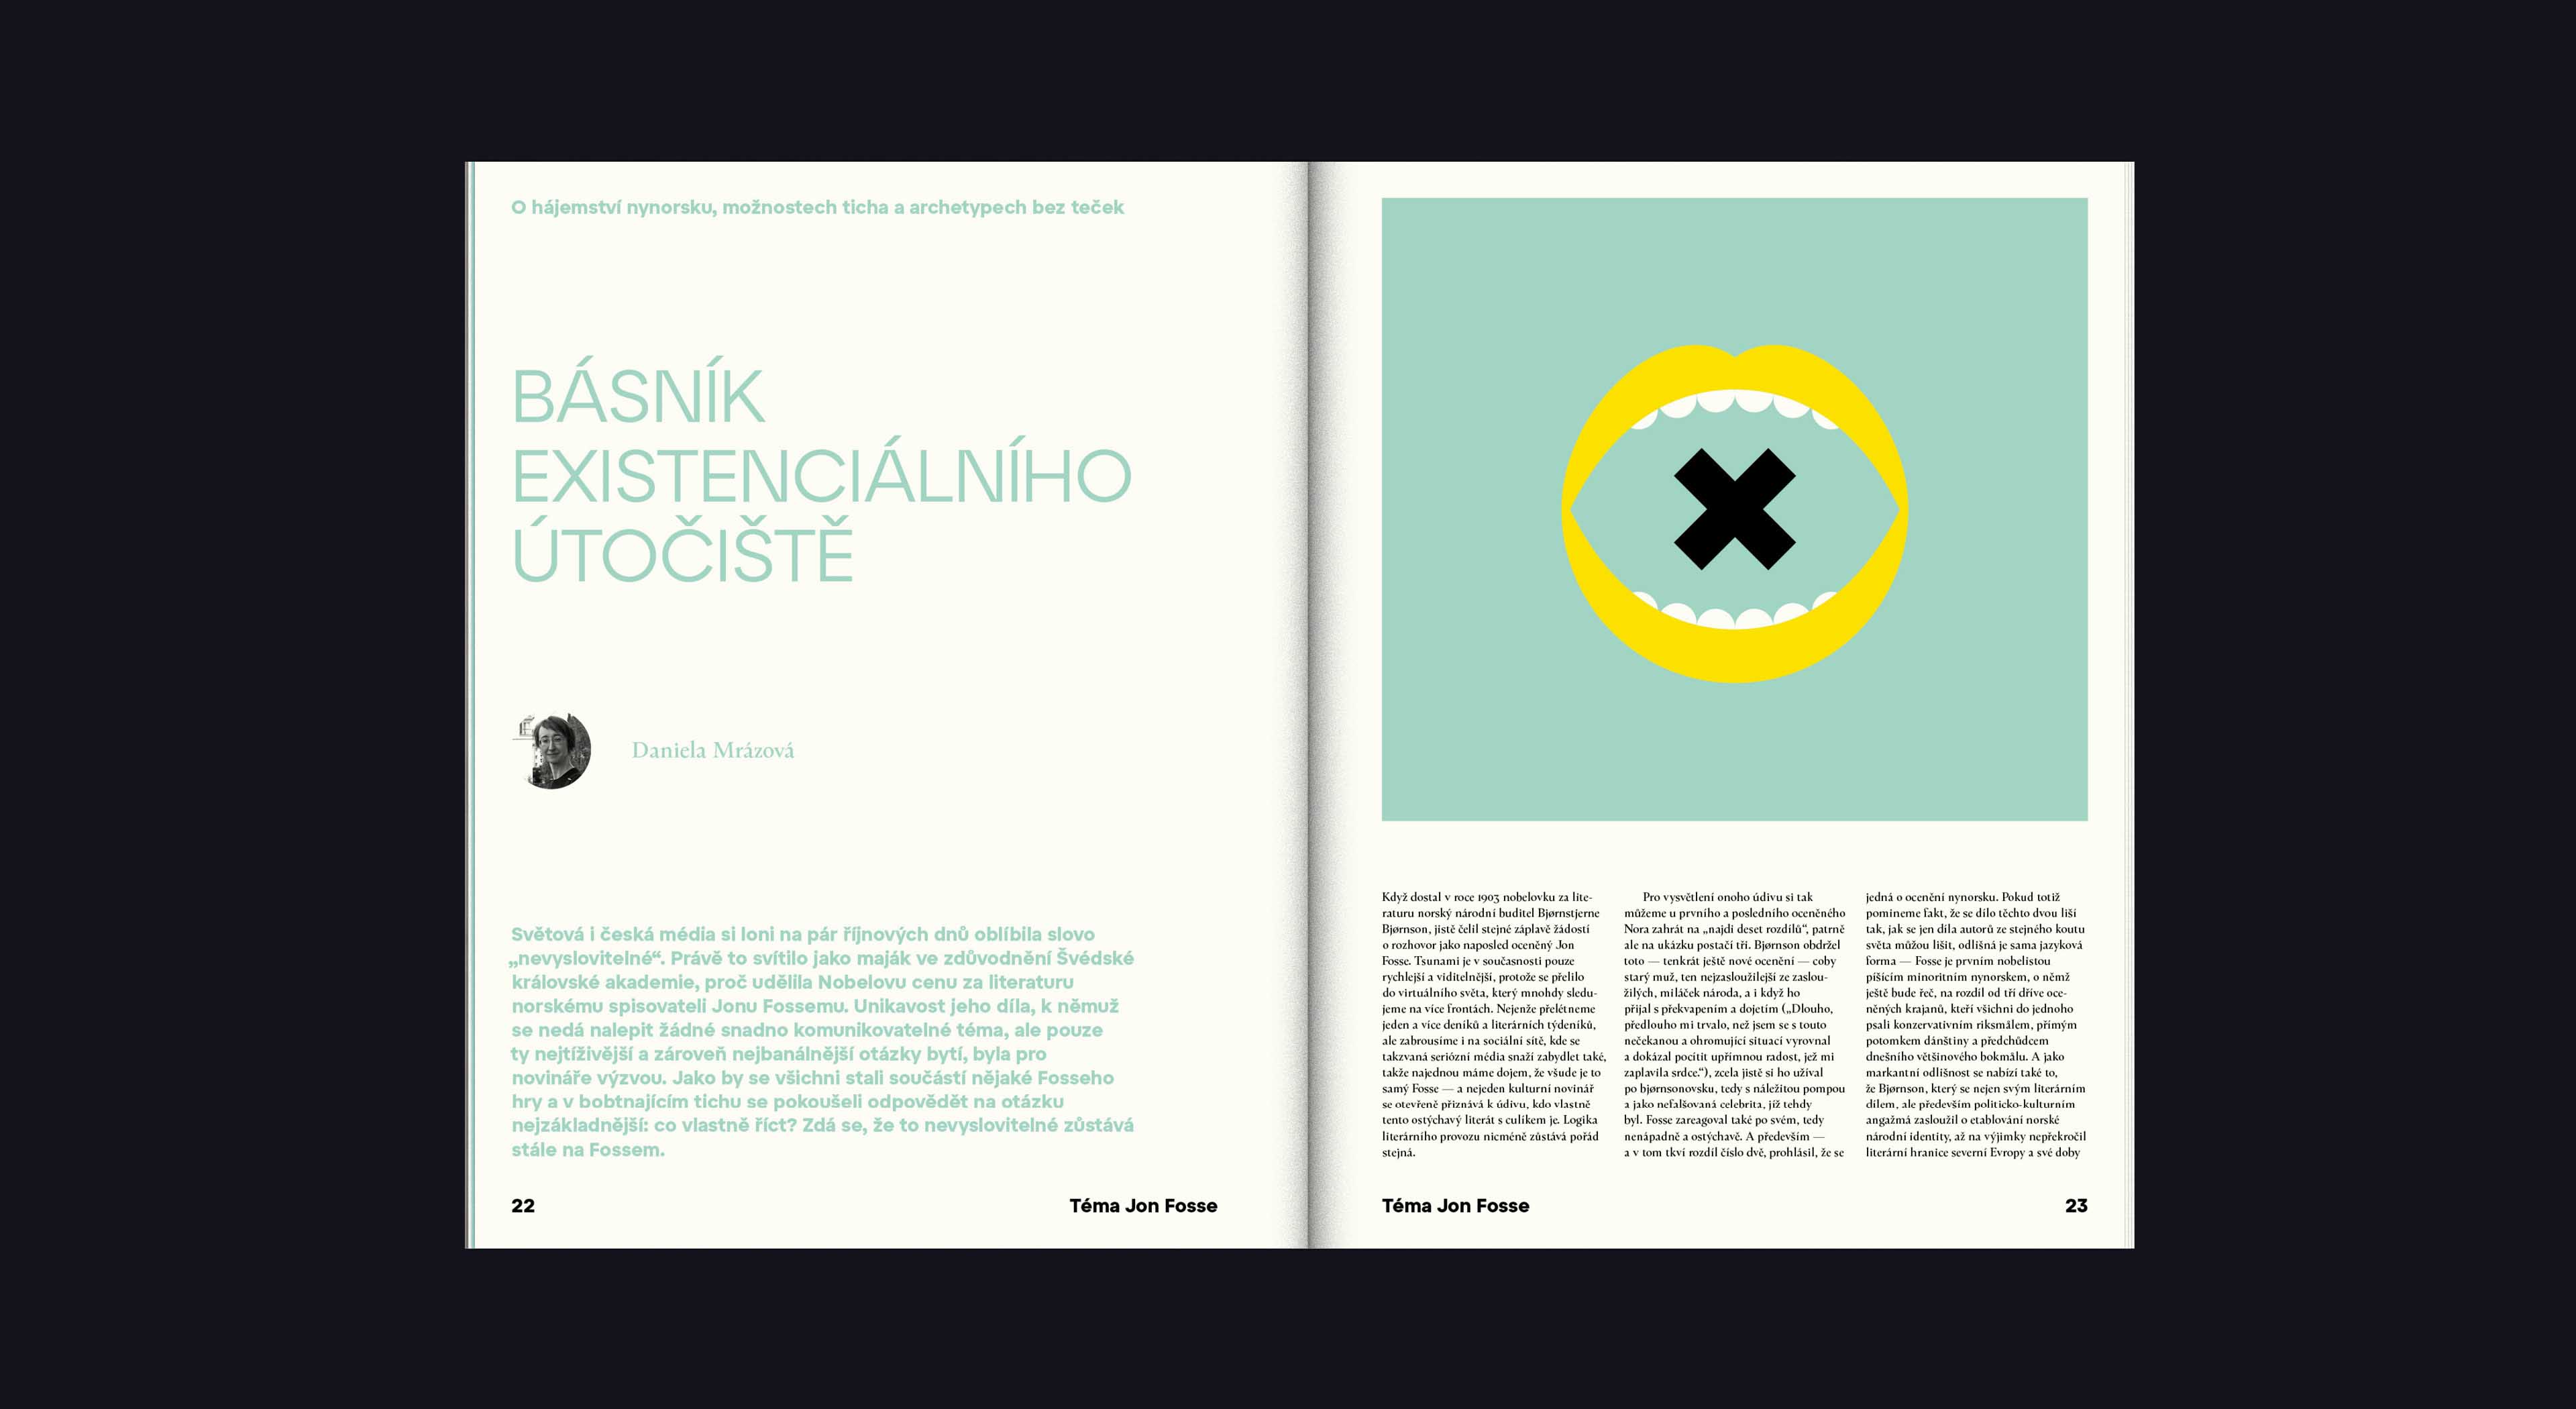 O hájemství nynorsku, možnostech ticha a archetypech bez teček
BÁSNÍK
EXISTENCIÁLNÍHO
ÚTOČIŠTĚ
Daniela Mrázová
Světová i česká média si loni na pár říjnových dnů oblíbila slovo
„nevyslovitelné“. Právě to svítilo jako maják ve zdůvodnění Švédské
královské akademie, proč udělila Nobelovu cenu za literaturu
norskému spisovateli Jonu Fossemu. Unikavost jeho díla, k němuž
se nedá nalepit žádné snadno komunikovatelné téma, ale pouze
ty nejtíživější a zároveň nejbanálnější otázky bytí, byla pro
novináře výzvou. Jako by se všichni stali součástí nějaké Fosseho
hry a v bobtnajícím tichu se pokoušeli odpovědět na otázku
nejzákladnější: co vlastně říct? Zdá se, že to nevyslovitelné zůstává
stále na Fossem.
22
Téma Jon Fosse
Když dostal v roce 1903 nobelovku za lite-
raturu norský národní buditel Bjørnstjerne
Bjørnson, jistě čelil stejné záplavě žádostí
o rozhovor jako naposled oceněný Jon
Fosse. Tsunami je v současnosti pouze
rychlejší a viditelnější, protože se přelilo
do virtuálního světa, který mnohdy sledu-
jeme na více frontách. Nejenže přelétneme
jeden a více deníků a literárních týdeníků,
ale zabrousíme i na sociální sítě, kde se
takzvaná seriózní média snaží zabydlet také,
takže najednou máme dojem, že všude je to
samý Fosse — a nejeden kulturní novinář
se otevřeně přiznává k údivu, kdo vlastně
tento ostýchavý literát s culíkem je. Logika
literárního provozu nicméně zůstává pořád
stejná.
Pro vysvětlení onoho údivu si tak
můžeme u prvního a posledního oceněného
Nora zahrát na „najdi deset rozdílů“, patrně
ale na ukázku postačí tři. Bjørnson obdržel
toto — tenkrát ještě nové ocenění — coby
starý muž, ten nejzasloužilejší ze zaslou-
žilých, miláček národa, a i když ho
přijal s překvapením a dojetím („Dlouho,
předlouho mi trvalo, než jsem se s touto
nečekanou a ohromující situací vyrovnal
a dokázal pocítit upřímnou radost, jež mi
zaplavila srdce.“), zcela jistě si ho užíval
po bjørnsonovsku, tedy s náležitou pompou
a jako nefalšovaná celebrita, jíž tehdy
byl. Fosse zareagoval také po svém, tedy
nenápadně a ostýchavě. A především —
a v tom tkví rozdíl číslo dvě, prohlásil, že se
jedná o ocenění nynorsku. Pokud totiž
pomineme fakt, že se dílo těchto dvou liší
tak, jak se jen díla autorů ze stejného koutu
světa můžou lišit, odlišná je sama jazyková
forma — Fosse je prvním nobelistou
píšícím minoritním nynorskem, o němž
ještě bude řeč, na rozdíl od tří dříve oce-
něných krajanů, kteří všichni do jednoho
psali konzervativním riksmålem, přímým
potomkem dánštiny a předchůdcem
dnešního většinového bokmålu. A jako
markantní odlišnost se nabízí také to,
že Bjørnson, který se nejen svým literárním
dílem, ale především politicko-kulturním
angažmá zasloužil o etablování norské
národní identity, až na výjimky nepřekročil
literární hranice severní Evropy a své doby
Téma Jon Fosse
23